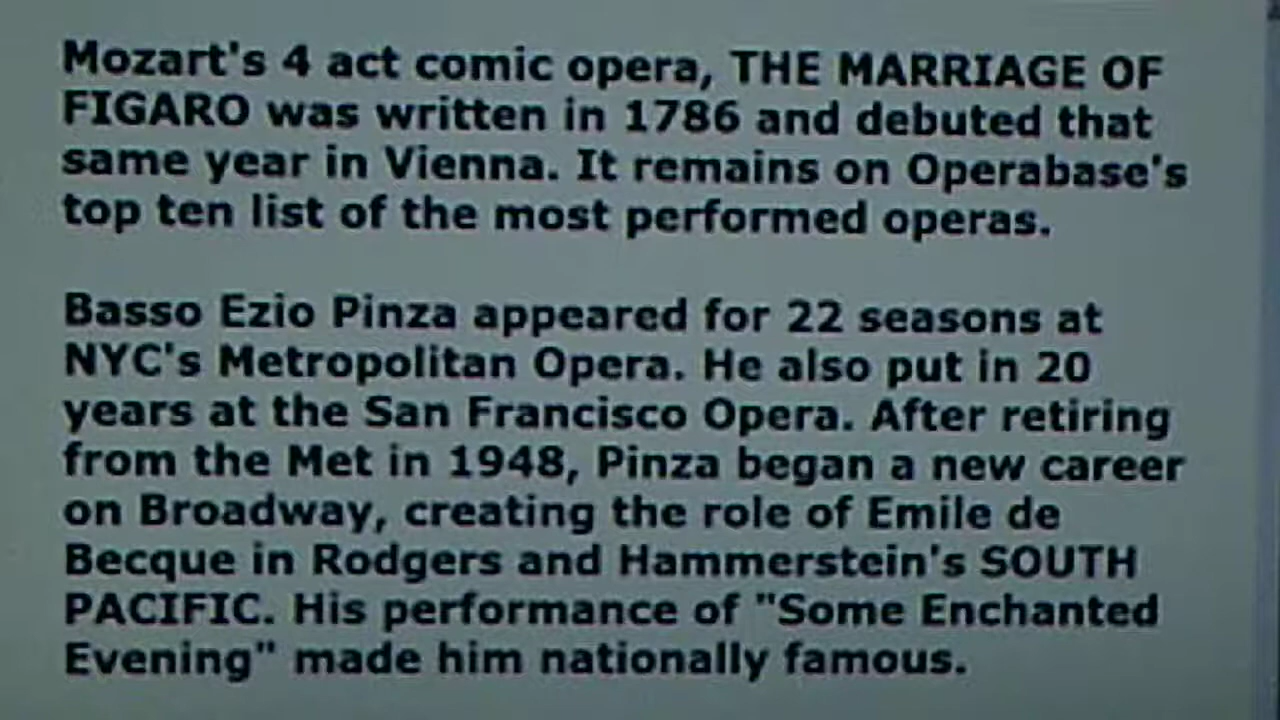 Mozart's 4 act comic opera, THE MARRIAGE OF
FIGARO was written in 1786 and debuted that
same year in Vienna. It remains on Operabase's
top ten list of the most performed operas.
Basso Ezio Pinza appeared for 22 seasons at
NYC's Metropolitan Opera. He also put in 20
years at the San Francisco Opera. After retiring
from the Met in 1948, Pinza began a new career
on Broadway, creating the role of Emile de
Becque in Rodgers and Hammerstein's SOUTH
PACIFIC. His performance of "Some Enchanted
Evening" made him nationally famous.